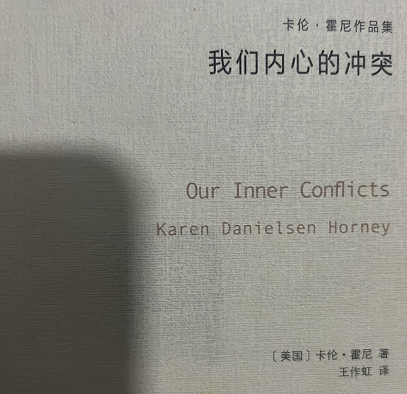 卡伦·霍尼作品集
我们内心的冲突
Our Inner Conflicts
Karen Danielsen Horney
〔美国〕卡伦·霍尼 著
王作虹 译